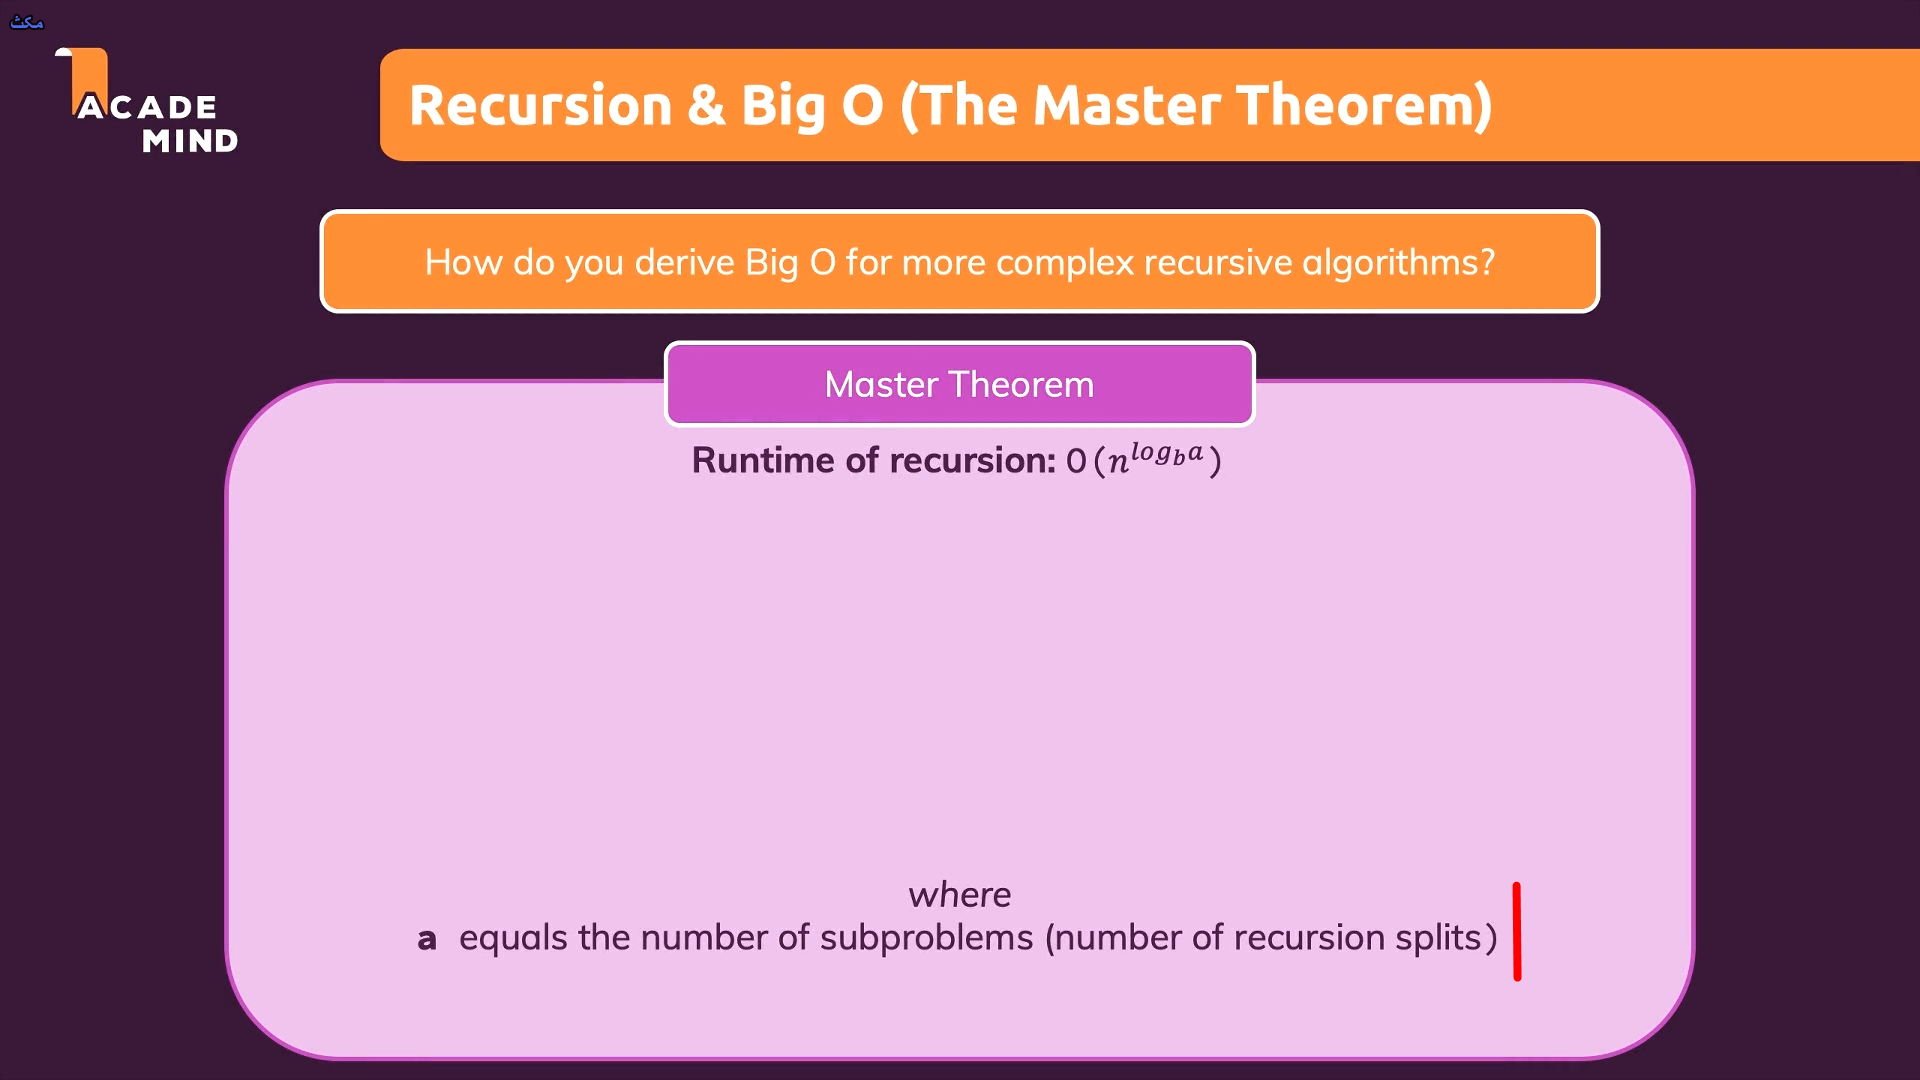 مكث
ACADE
MIND
Recursion & Big O (The Master Theorem)
How do you derive Big O for more complex recursive algorithms?
Master Theorem
Runtime of recursion: O(n^{log_b a})
where
a equals the number of subproblems (number of recursion splits)